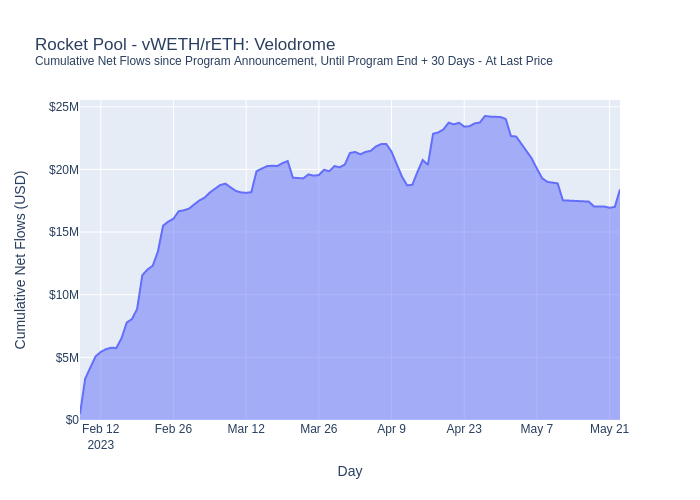 Rocket Pool - vWETH/rETH: Velodrome
Cumulative Net Flows since Program Announcement, Until Program End + 30 Days - At Last Price
Cumulative Net Flows (USD)
$25M
$20M
$15M
$10M
$5M
$0
Feb 12 Feb 26 Mar 12 Mar 26 Apr 9 Apr 23 May 7 May 21
2023
Day